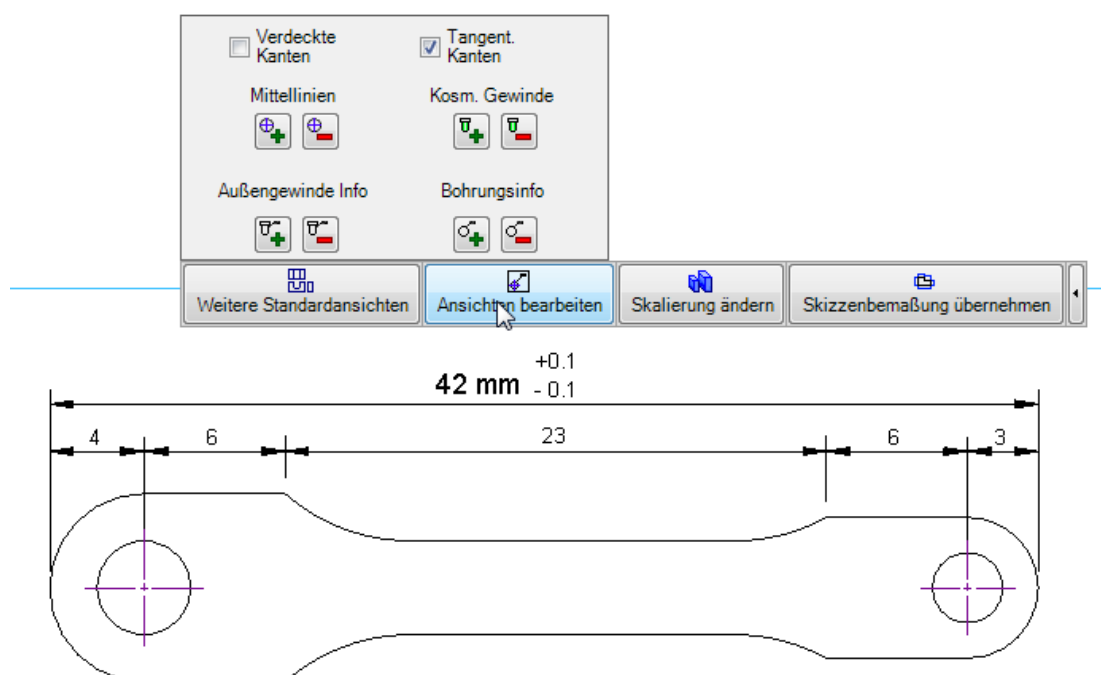 Verdeckte
Kanten
Tangent.
Kanten
Mittellinien
Kosm. Gewinde
Außengewinde Info
Bohrungsinfo
Weitere Standardansichten
Ansichten bearbeiten
Skalierung ändern
Skizzenbemaßung übernehmen
+0.1
42 mm - 0.1
4 6 23 6 3